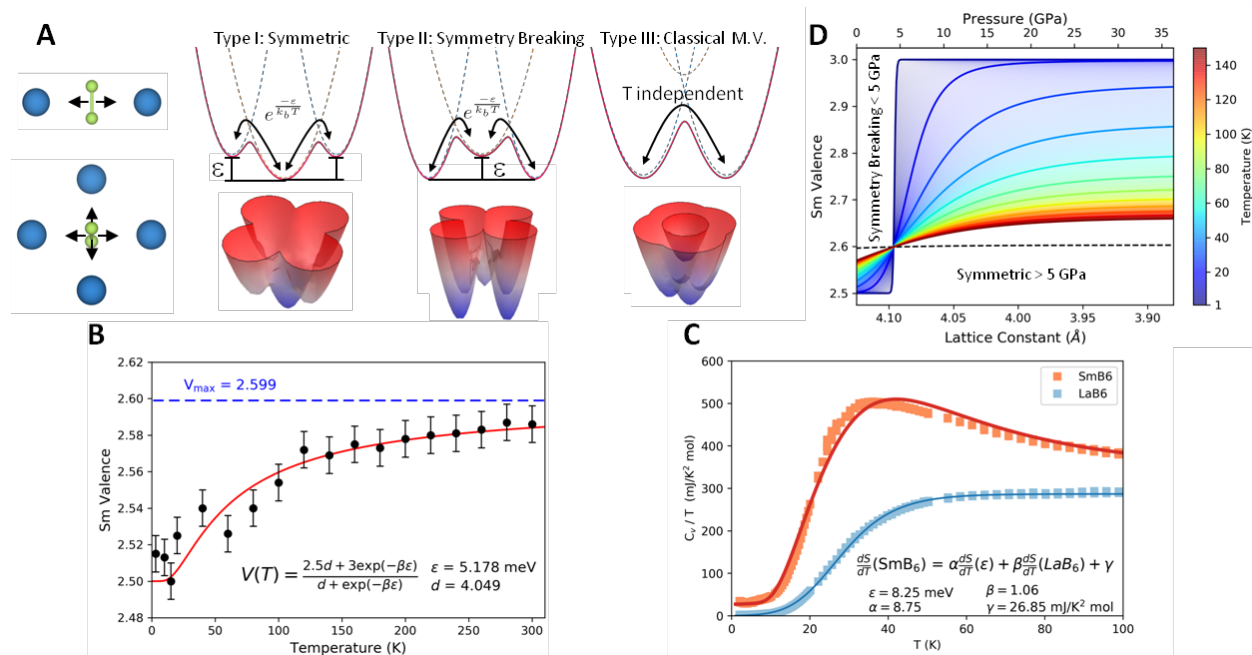 A
Type I: Symmetric
Type II: Symmetry Breaking
Type III: Classical M.V.
e^{-ε/k_bT}
e^{-ε/k_bT}
T independent
ε
ε
D
Pressure (GPa)
0 5 10 15 20 25 30 35
Sm Valence
3.0
2.9
2.8
2.7
2.6
2.5
Symmetry Breaking < 5 GPa
Symmetric > 5 GPa
4.10 4.05 4.00 3.95 3.90
Lattice Constant (Å)
140
120
100
80
60
40
20
1
Temperature (K)
B
Sm Valence
2.62
2.60
2.58
2.56
2.54
2.52
2.50
2.48
V_max = 2.599
V(T) = (2.5d + 3exp(−βε))/(d + exp(−βε))
ε = 5.178 meV
d = 4.049
0 50 100 150 200 250 300
Temperature (K)
C
C_v / T (mJ/K² mol)
600
500
400
300
200
100
0
SmB6
LaB6
dS/dT(SmB₆) = α dS/dT(ε) + β dS/dT(LaB₆) + γ
ε = 8.25 meV β = 1.06
α = 8.75 γ = 26.85 mJ/K² mol
0 20 40 60 80 100
T (K)